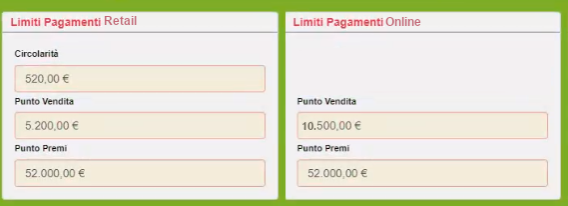 Limiti Pagamenti Retail
Circolarità
520,00 €
Punto Vendita
5.200,00 €
Punto Premi
52.000,00 €
Limiti Pagamenti Online
Punto Vendita
10.500,00 €
Punto Premi
52.000,00 €